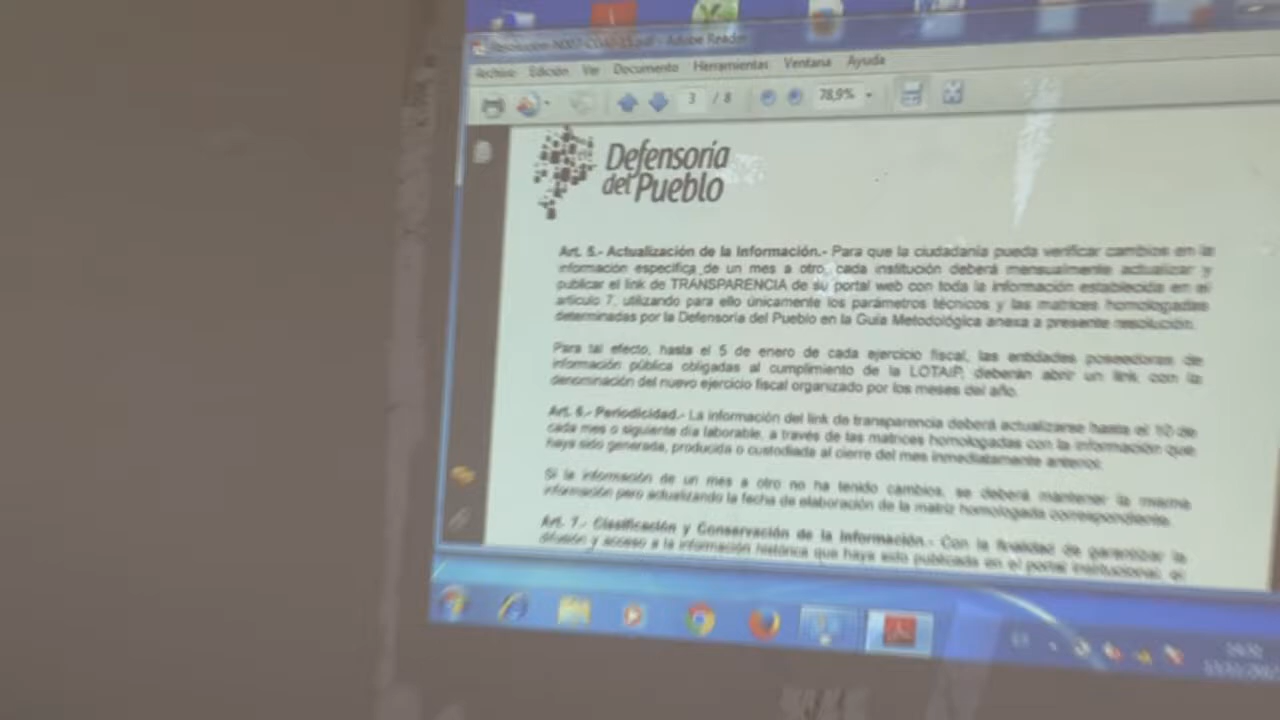 Adobe Reader
Archivo Edición Ver Documento Herramientas Ventana Ayuda
3 / 8 78,9%
Defensoría
del Pueblo
Art. 5.- Actualización de la Información.- Para que la ciudadanía pueda verificar cambios en la
información específica de un mes a otro, cada institución deberá mensualmente actualizar y
publicar el link de TRANSPARENCIA de su portal web con toda la información establecida en el
artículo 7, utilizando para ello únicamente los parámetros técnicos y las matrices homologadas
determinadas por la Defensoría del Pueblo en la Guía Metodológica anexa a presente resolución.
Para tal efecto, hasta el 5 de enero de cada ejercicio fiscal, las entidades poseedoras de
información pública obligadas al cumplimiento de la LOTAIP, deberán abrir un link con la
denominación del nuevo ejercicio fiscal organizado por los meses del año.
Art. 6.- Periodicidad.- La información del link de transparencia deberá actualizarse hasta el 10 de
cada mes o siguiente día laborable, a través de las matrices homologadas con la información que
haya sido generada, producida o custodiada al cierre del mes inmediatamente anterior.
Si la información de un mes a otro no ha tenido cambios, se deberá mantener la misma
información pero actualizando la fecha de elaboración de la matriz homologada correspondiente.
Art. 7.- Clasificación y Conservación de la Información.- Con la finalidad de garantizar la
difusión y acceso a la información histórica que haya sido publicada en el portal institucional, el